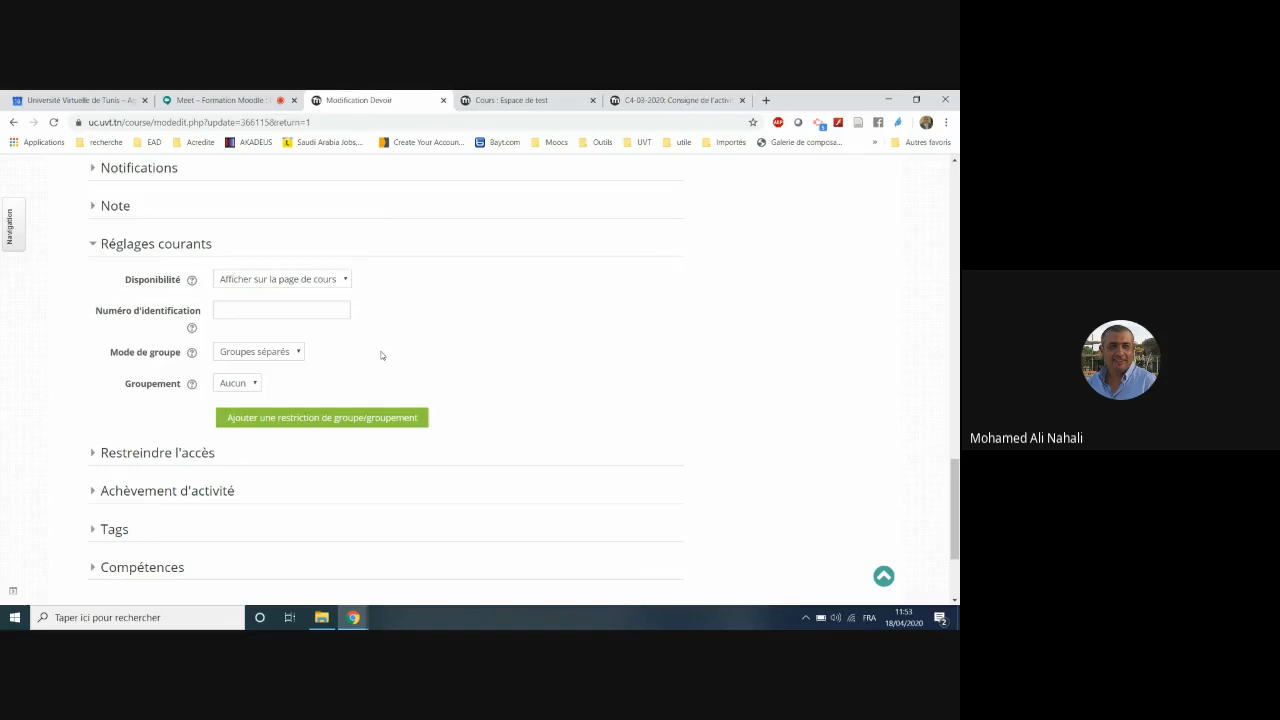 Université Virtuelle de Tunis – Ag
Meet – Formation Moodle :
Modification Devoir
Cours : Espace de test
C4-03-2020: Consigne de l'activi
uc.uvt.tn/course/modedit.php?update=366115&return=1
Applications
recherche
EAD
Acredite
AKADEUS
Saudi Arabia Jobs,...
Create Your Accoun...
Bayt.com
Moocs
Outils
UVT
utile
Importés
Galerie de composa...
»
Autres favoris
Navigation
Notifications
Note
Réglages courants
Disponibilité
Afficher sur la page de cours
Numéro d'identification
Mode de groupe
Groupes séparés
Groupement
Aucun
Ajouter une restriction de groupe/groupement
Restreindre l'accès
Achèvement d'activité
Tags
Compétences
Mohamed Ali Nahali
Taper ici pour rechercher
FRA
11:53
18/04/2020
2